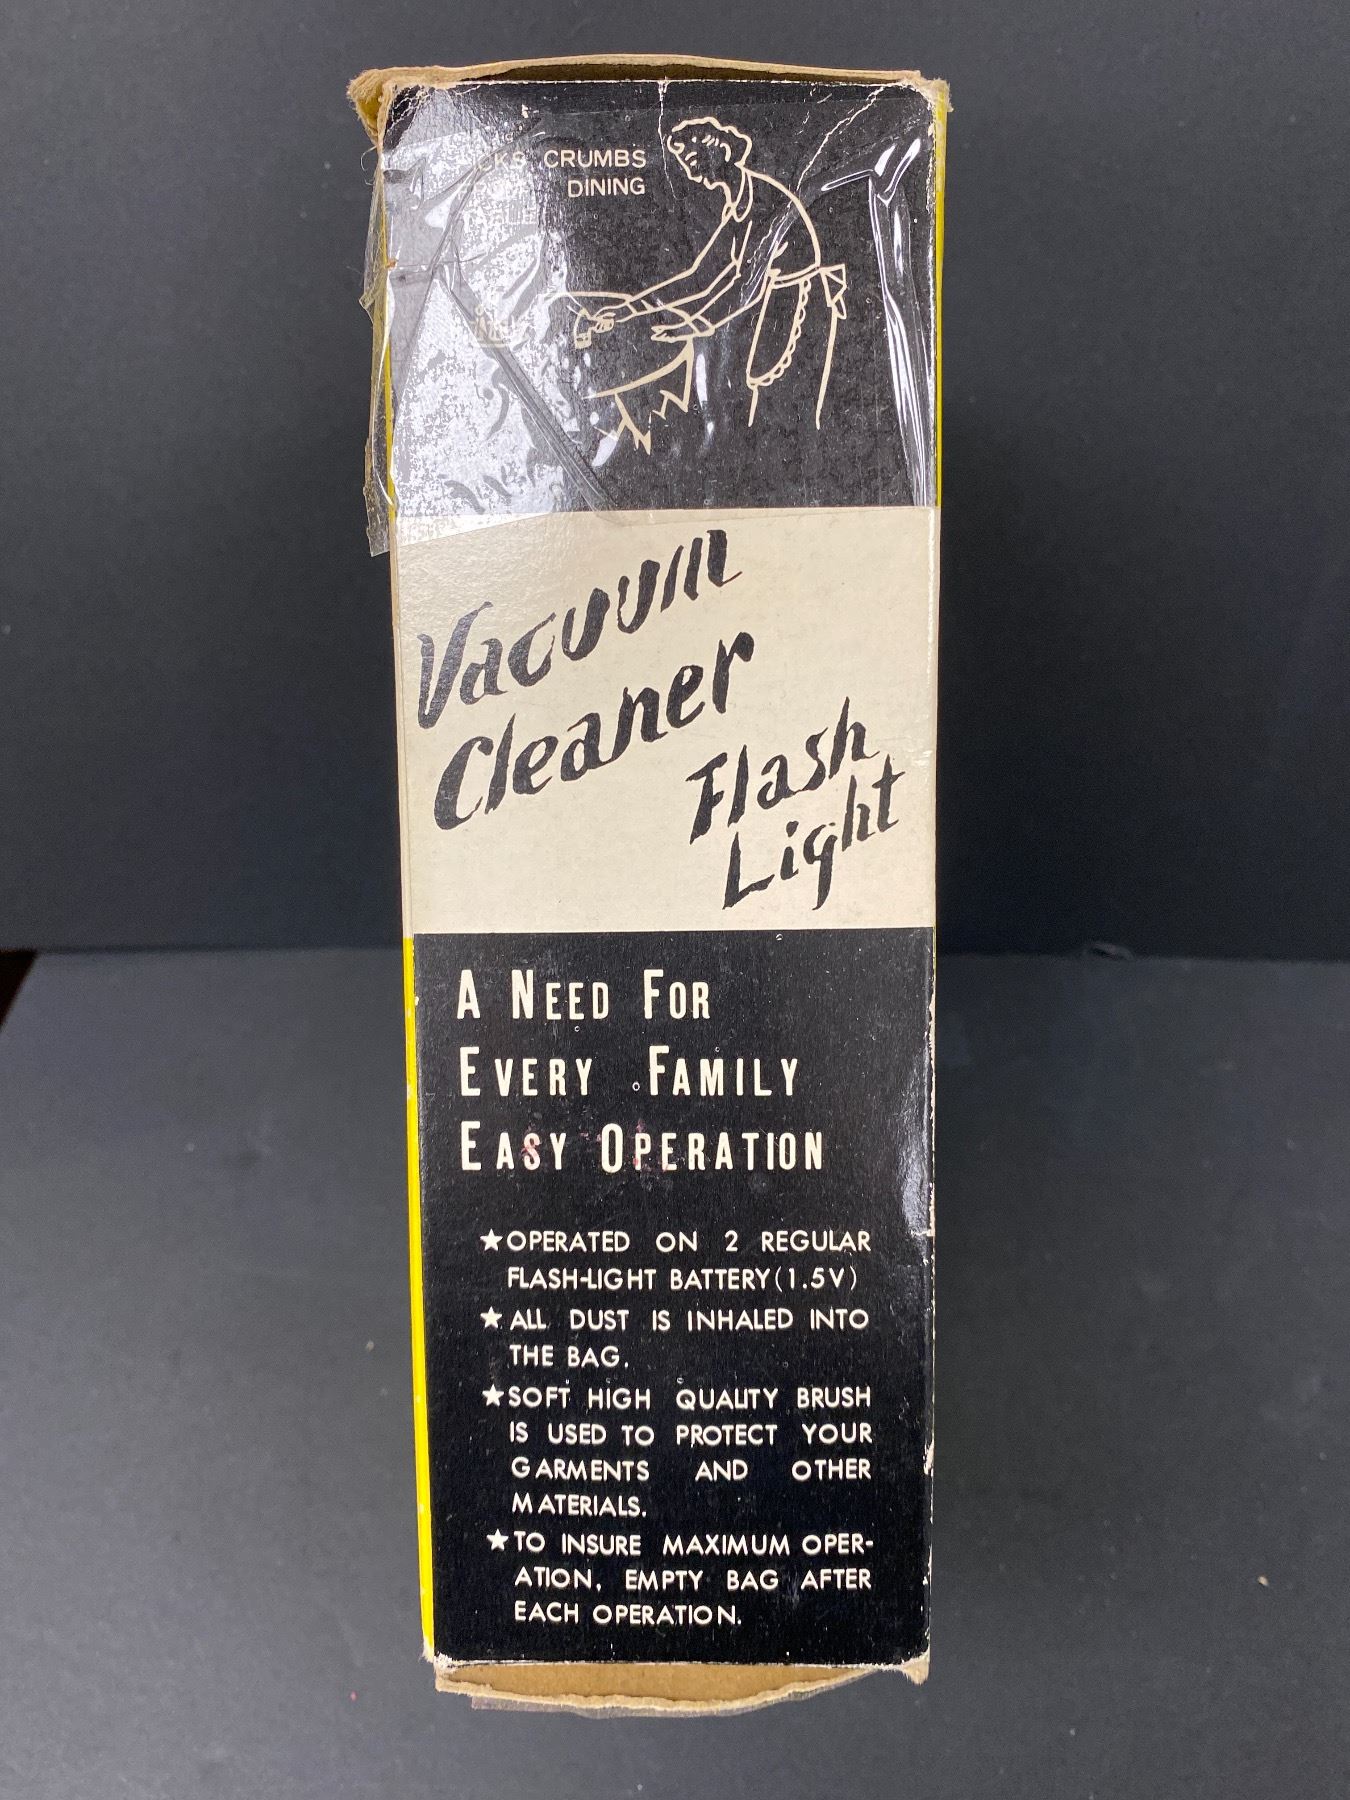 CRUMBS
FROM DINING
Vacuum
Cleaner
Flash
Light
A NEED FOR
EVERY FAMILY
EASY OPERATION
★OPERATED ON 2 REGULAR
FLASH-LIGHT BATTERY(1.5V)
★ALL DUST IS INHALED INTO
THE BAG.
★SOFT HIGH QUALITY BRUSH
IS USED TO PROTECT YOUR
GARMENTS AND OTHER
MATERIALS.
★TO INSURE MAXIMUM OPER-
ATION, EMPTY BAG AFTER
EACH OPERATION.